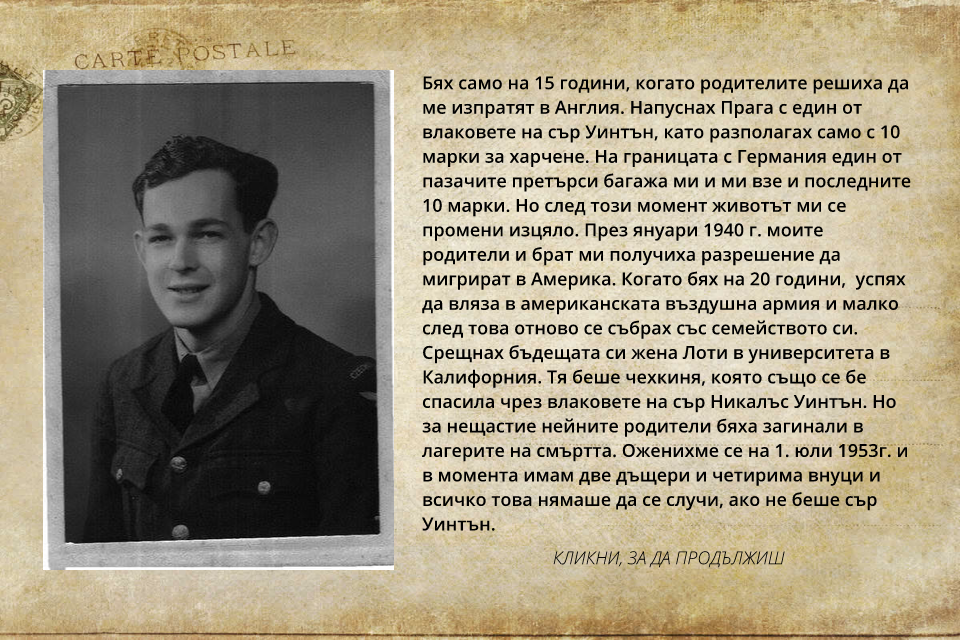 CARTE POSTALE
Бях само на 15 години, когато родителите решиха да
ме изпратят в Англия. Напуснах Прага с един от
влаковете на сър Уинтън, като разполагах само с 10
марки за харчене. На границата с Германия един от
пазачите претърси багажа ми и ми взе и последните
10 марки. Но след този момент животът ми се
промени изцяло. През януари 1940 г. моите
родители и брат ми получиха разрешение да
мигрират в Америка. Когато бях на 20 години,  успях
да вляза в американската въздушна армия и малко
след това отново се събрах със семейството си.
Срещнах бъдещата си жена Лоти в университета в
Калифорния. Тя беше чехкиня, която също се бе
спасила чрез влаковете на сър Никалъс Уинтън. Но
за нещастие нейните родители бяха загинали в
лагерите на смъртта. Оженихме се на 1. юли 1953г. и
в момента имам две дъщери и четирима внуци и
всичко това нямаше да се случи, ако не беше сър
Уинтън.
КЛИКНИ, ЗА ДА ПРОДЪЛЖИШ